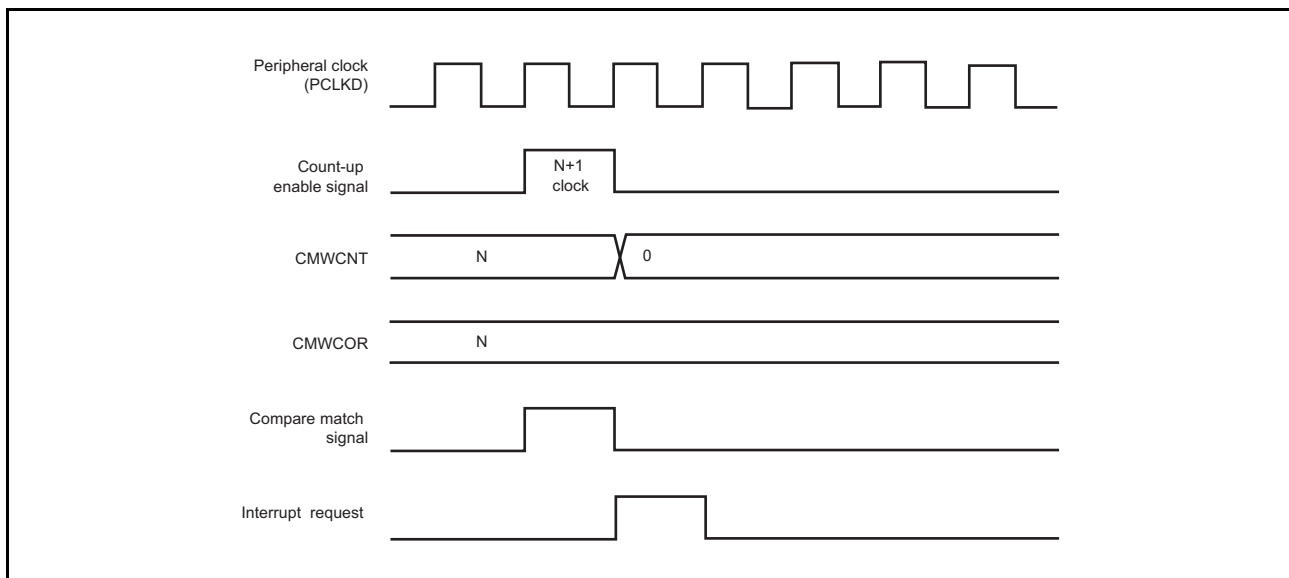 Peripheral clock
(PCLKD)
Count-up
enable signal
N+1
clock
CMWCNT
N
0
CMWCOR
N
Compare match
signal
Interrupt request